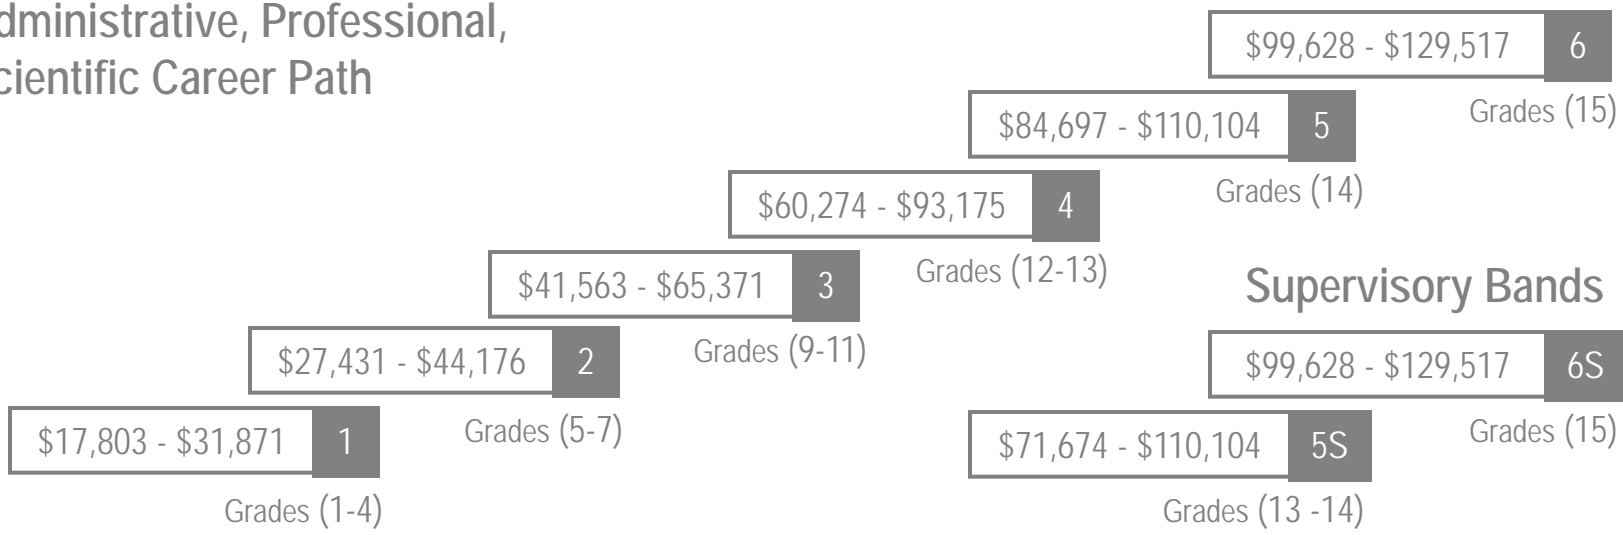 dministrative, Professional,
cientific Career Path
$99,628 - $129,517 6
Grades (15)
$84,697 - $110,104 5
Grades (14)
$60,274 - $93,175 4
Grades (12-13)
$41,563 - $65,371 3
Grades (9-11)
$27,431 - $44,176 2
Grades (5-7)
$17,803 - $31,871 1
Grades (1-4)
Supervisory Bands
$99,628 - $129,517 6S
Grades (15)
$71,674 - $110,104 5S
Grades (13 -14)